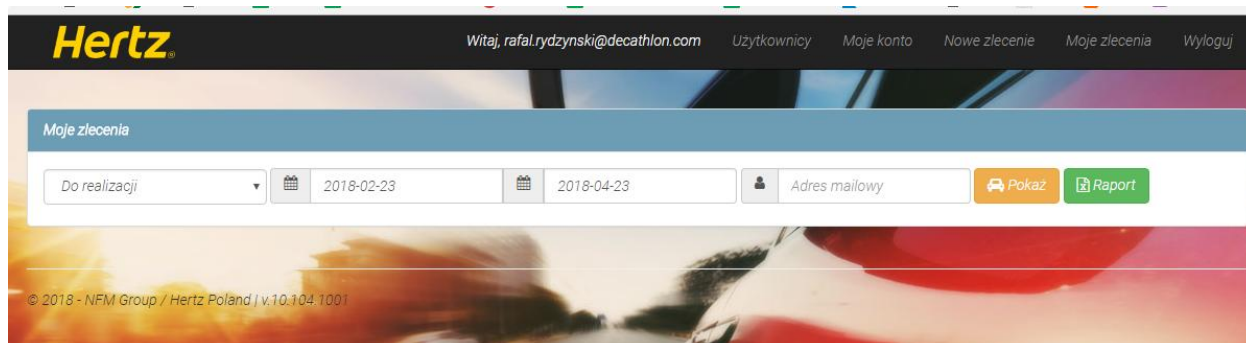 Hertz®
Witaj, rafal.rydzynski@decathlon.com Użytkownicy Moje konto Nowe zlecenie Moje zlecenia Wyloguj
Moje zlecenia
Do realizacji 2018-02-23 2018-04-23 Adres mailowy Pokaż Raport
© 2018 - NFM Group / Hertz Poland | v.10.104.1001